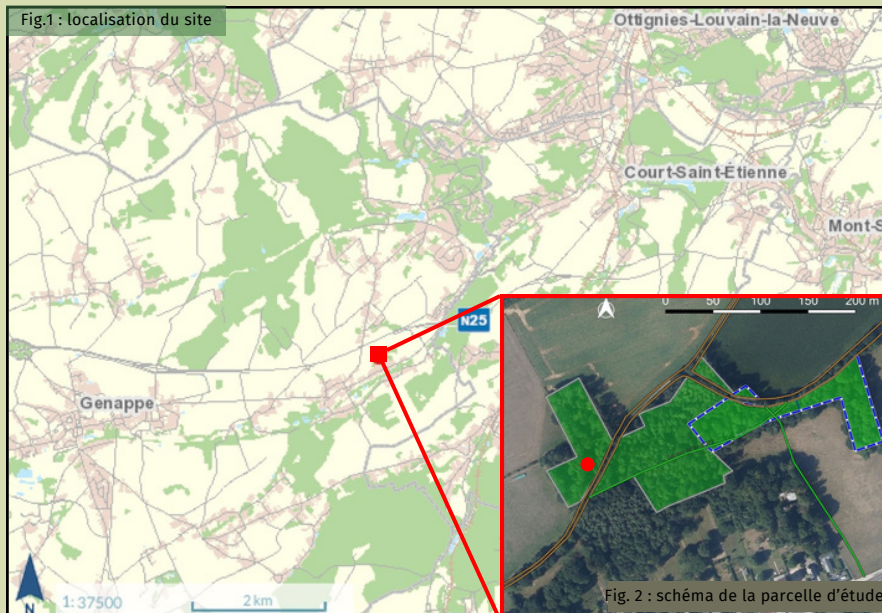 Fig.1 : localisation du site
Ottignies-Louvain-la-Neuve
Court-Saint-Étienne
Mont-S
N25
Genappe
0 50 100 150 200 m
N
1: 37500
2 km
Fig. 2 : schéma de la parcelle d'étude